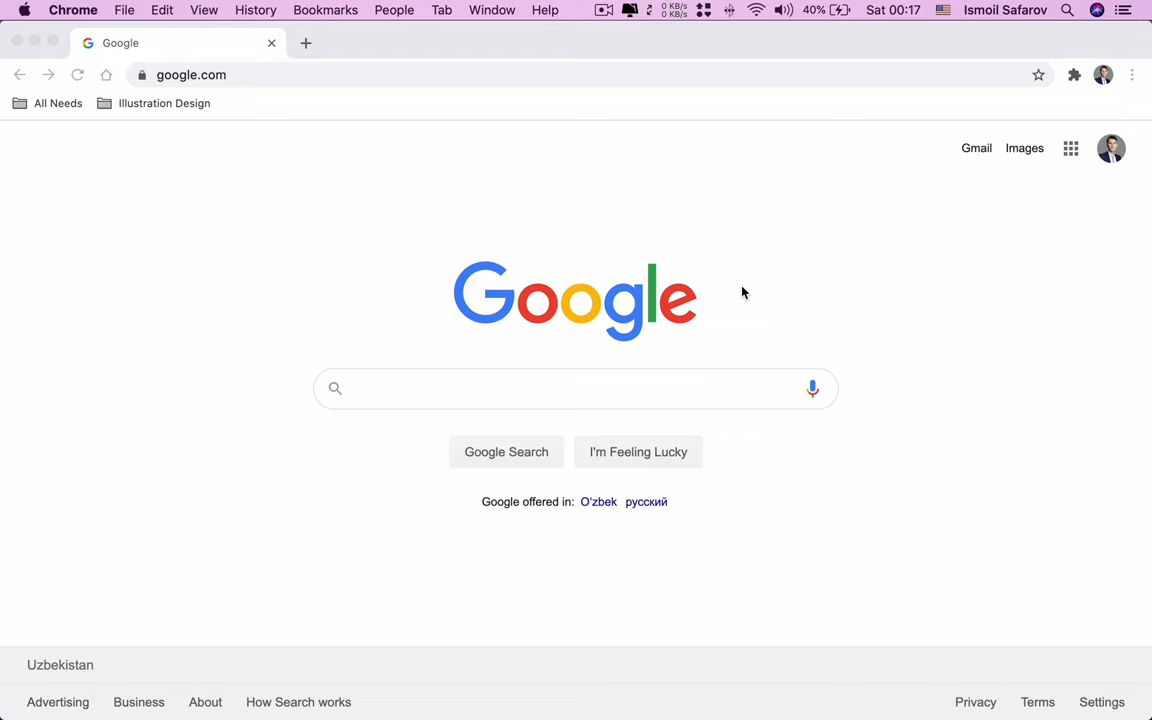 Chrome File Edit View History Bookmarks People Tab Window Help 0 KB/s 0 KB/s 40% Sat 00:17 Ismoil Safarov
Google
google.com
All Needs Illustration Design
Gmail Images
Google
Google Search I'm Feeling Lucky
Google offered in: O'zbek русский
Uzbekistan
Advertising Business About How Search works Privacy Terms Settings